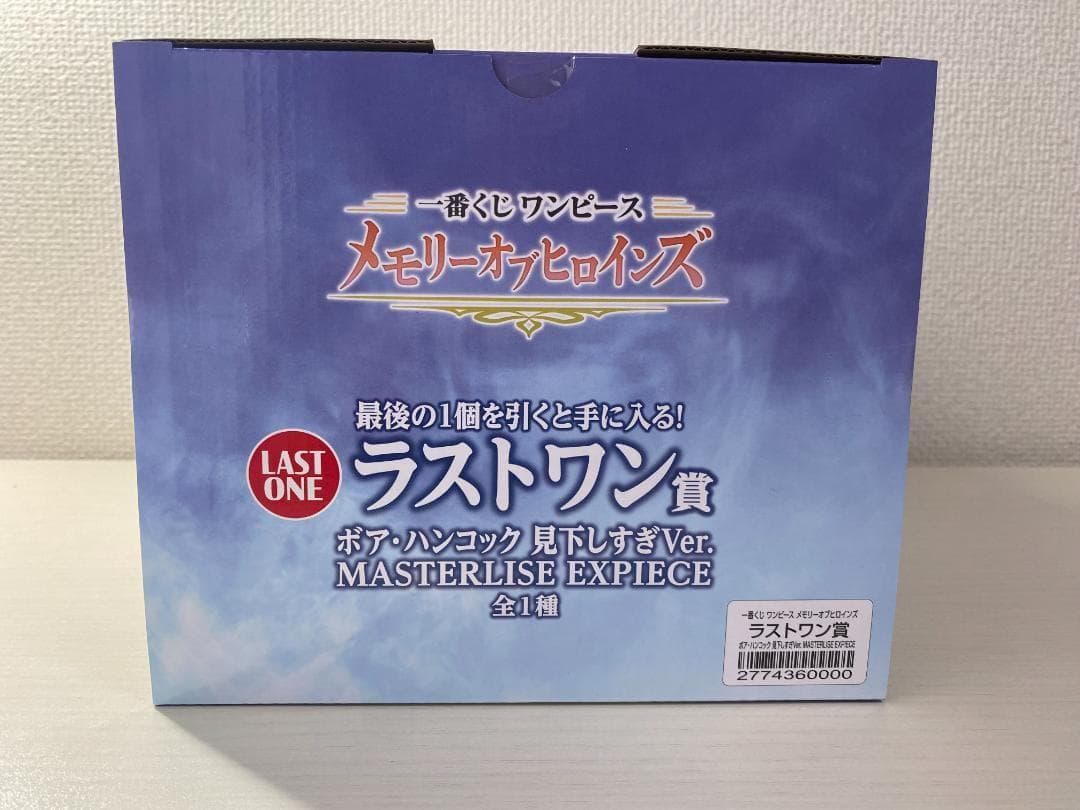 一番くじ ワンピース
メモリーオブヒロインズ
最後の1個を引くと手に入る!
LAST
ONE
ラストワン賞
ボア・ハンコック 見下しすぎVer.
MASTERLISE EXPIECE
全1種
一番くじ ワンピース メモリーオブヒロインズ
ラストワン賞
ボア・ハンコック 見下しすぎVer. MASTERLISE EXPIECE
2774360000